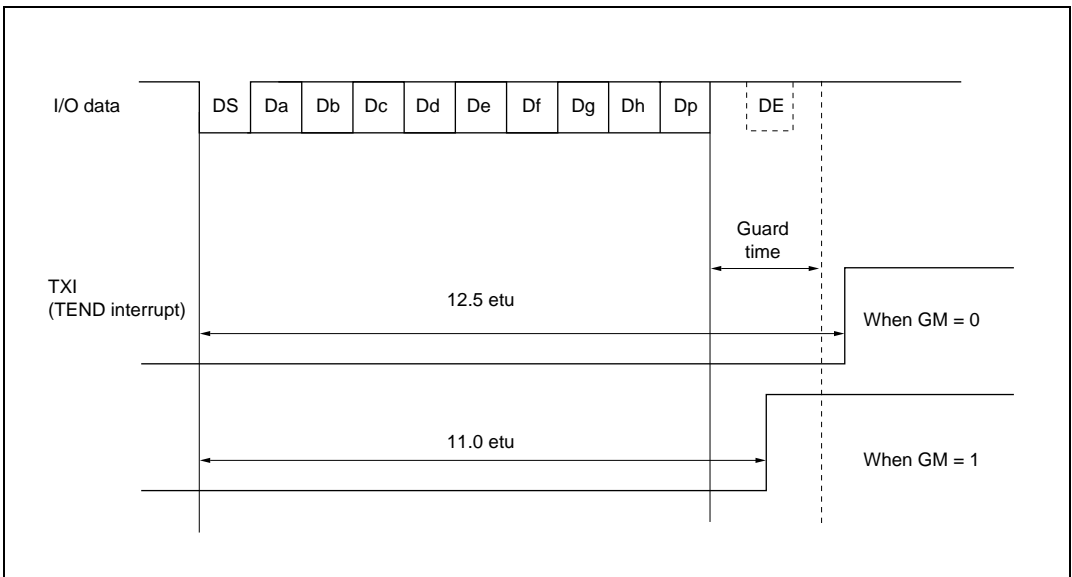 I/O data
DS Da Db Dc Dd De Df Dg Dh Dp DE
Guard
time
TXI
(TEND interrupt)
12.5 etu
When GM = 0
11.0 etu
When GM = 1